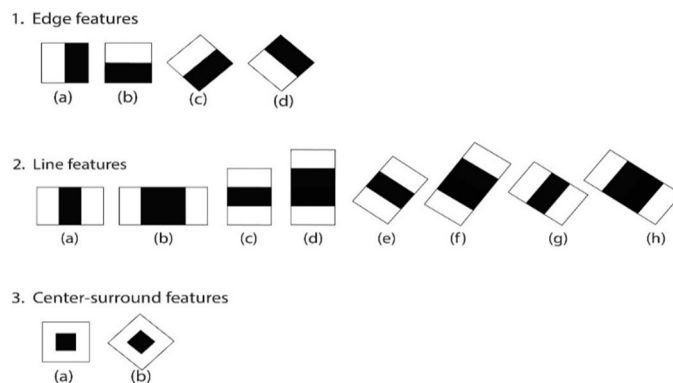 1. Edge features
(a) (b) (c) (d)
2. Line features
(a) (b) (c) (d) (e) (f) (g) (h)
3. Center-surround features
(a) (b)